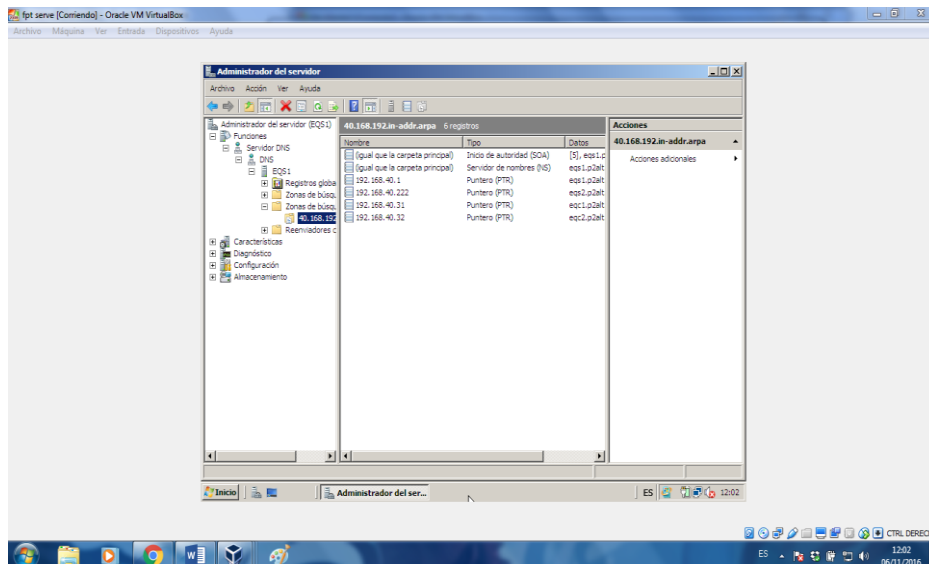 fpt serve [Corriendo] - Oracle VM VirtualBox
Archivo Máquina Ver Entrada Dispositivos Ayuda
Administrador del servidor
Archivo Acción Ver Ayuda
Administrador del servidor (EQS1)
Funciones
Servidor DNS
DNS
EQS1
Registros globa
Zonas de búsq
Zonas de búsq
40.168.192
Reenviadores c
Características
Diagnóstico
Configuración
Almacenamiento
40.168.192.in-addr.arpa 6 registros
Nombre Tipo Datos
(igual que la carpeta principal) Inicio de autoridad (SOA) [5], eqs1.p
(igual que la carpeta principal) Servidor de nombres (NS) eqs1.p2alt
192.168.40.1 Puntero (PTR) eqs1.p2alt
192.168.40.222 Puntero (PTR) eqs2.p2alt
192.168.40.31 Puntero (PTR) eqc1.p2alt
192.168.40.32 Puntero (PTR) eqc2.p2alt
Acciones
40.168.192.in-addr.arpa
Acciones adicionales
Inicio
Administrador del ser...
ES 12:02
CTRL DEREC
ES 12:02
06/11/2016